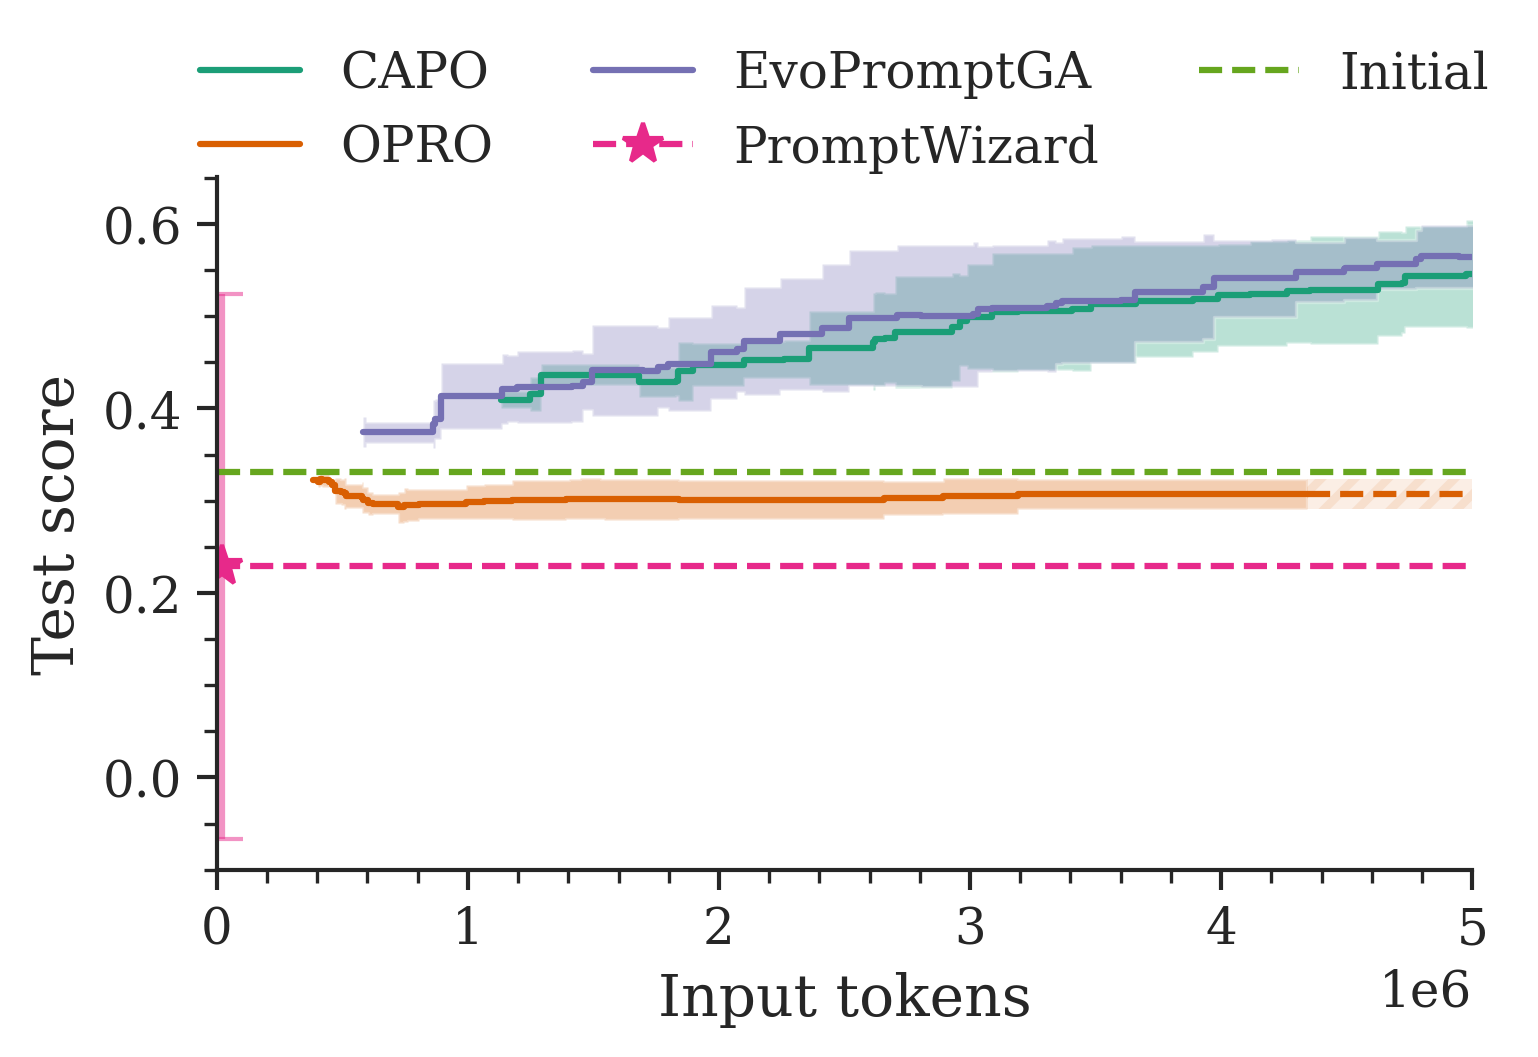 CAPO EvoPromptGA Initial
OPRO PromptWizard
Test score
0.6
0.4
0.2
0.0
0 1 2 3 4 5
Input tokens
1e6